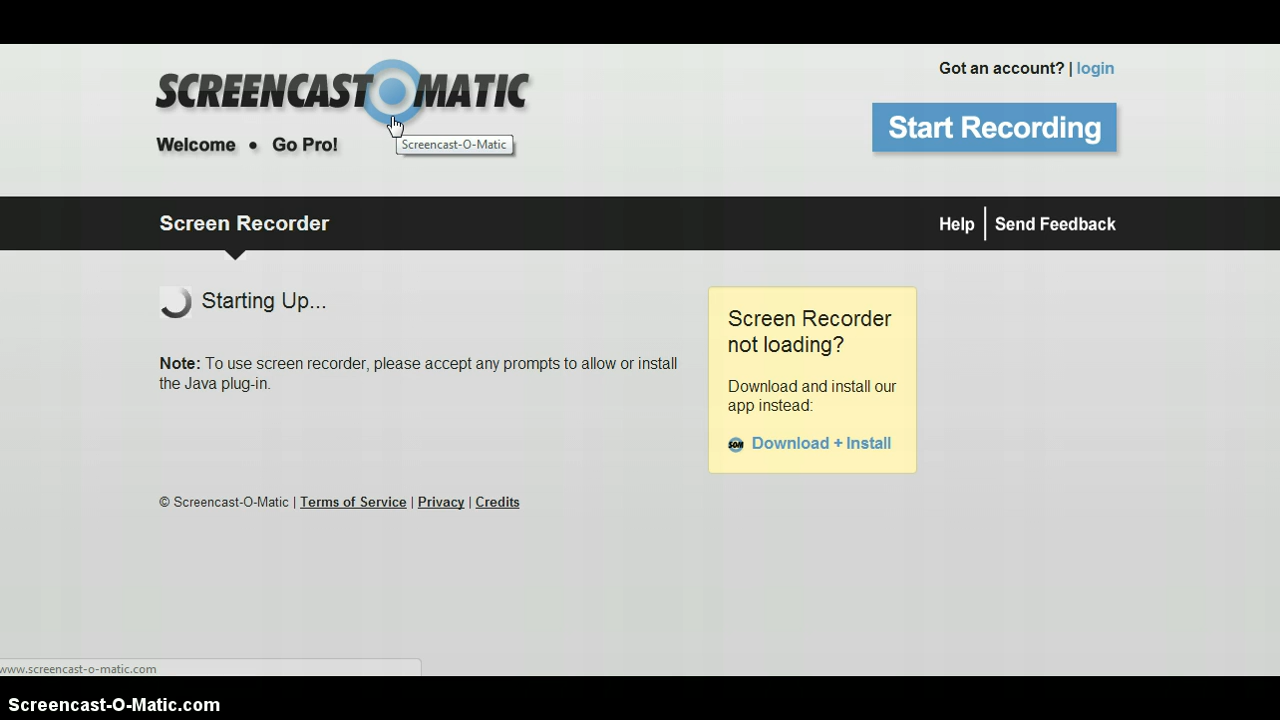 SCREENCAST O MATIC
Got an account? | login
Start Recording
Welcome • Go Pro!
Screencast-O-Matic
Screen Recorder
Help | Send Feedback
Starting Up...
Note: To use screen recorder, please accept any prompts to allow or install
the Java plug-in.
Screen Recorder
not loading?
Download and install our
app instead:
SOM Download + Install
© Screencast-O-Matic | Terms of Service | Privacy | Credits
www.screencast-o-matic.com
Screencast-O-Matic.com